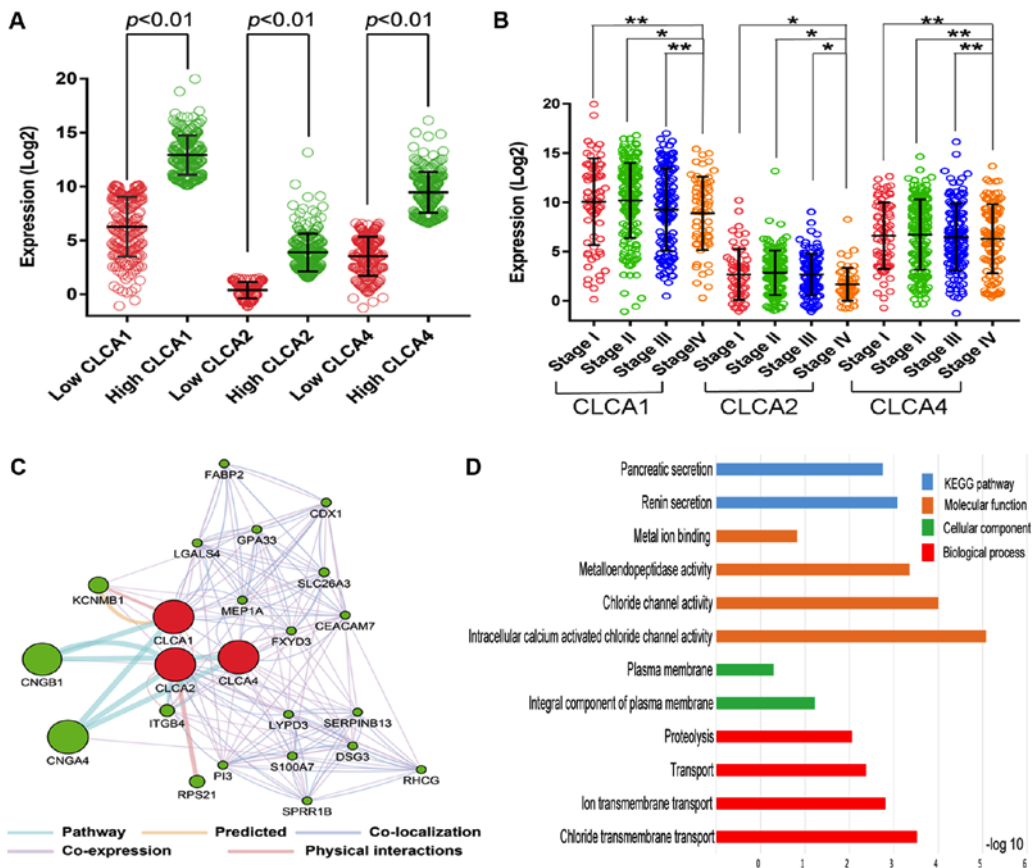 A
p<0.01
p<0.01
p<0.01
Expression (Log2)
20
15
10
5
0
Low CLCA1
High CLCA1
Low CLCA2
High CLCA2
Low CLCA4
High CLCA4
B
** * **
* * **
** * **
Expression (Log2)
20
15
10
5
0
Stage I
Stage II
Stage III
StageIV
Stage I
Stage II
Stage III
Stage IV
Stage I
Stage II
Stage III
Stage IV
CLCA1 CLCA2 CLCA4
C
FABP2
CDX1
GPA33
LGALS4
SLC26A3
KCNMB1
MEP1A
CEACAM7
CLCA1
FXYD3
CNGB1
CLCA2
CLCA4
ITGB4
LYPD3
SERPINB13
CNGA4
DSG3
PI3
S100A7
RHCG
RPS21
SPRR1B
Pathway Predicted Co-localization
Co-expression Physical interactions
D
Pancreatic secretion
Renin secretion
Metal ion binding
Metalloendopeptidase activity
Chloride channel activity
Intracellular calcium activated chloride channel activity
Plasma membrane
Integral component of plasma membrane
Proteolysis
Transport
Ion transmembrane transport
Chloride transmembrane transport
KEGG pathway
Molecular function
Cellular component
Biological process
-log 10
0 1 2 3 4 5 6